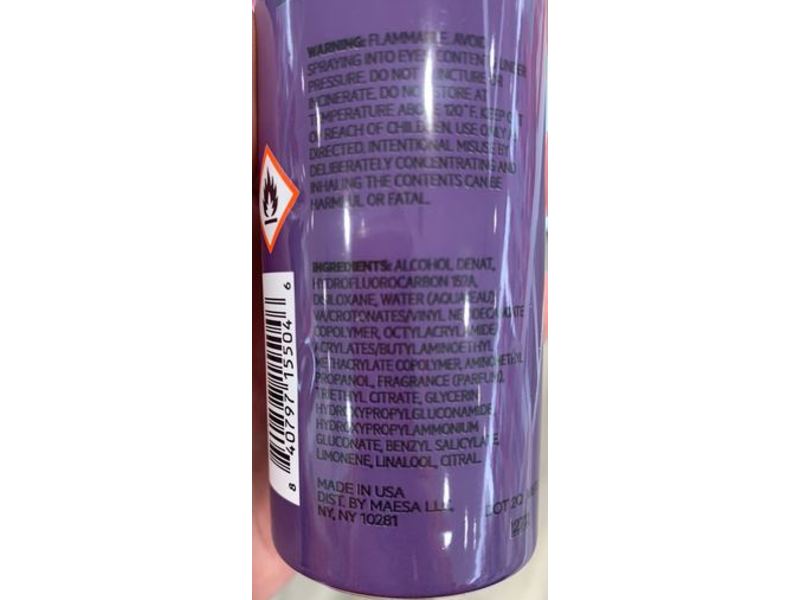 WARNING: FLAMMABLE. AVOID
SPRAYING INTO EYES. CONTENTS UNDER
PRESSURE. DO NOT PUNCTURE OR
INCINERATE. DO NOT STORE AT
TEMPERATURE ABOVE 120°F. KEEP OUT
OF REACH OF CHILDREN. USE ONLY AS
DIRECTED. INTENTIONAL MISUSE BY
DELIBERATELY CONCENTRATING AND
INHALING THE CONTENTS CAN BE
HARMFUL OR FATAL.
INGREDIENTS: ALCOHOL DENAT,
HYDROFLUOROCARBON 152A,
DISILOXANE, WATER (AQUA/EAU),
VA/CROTONATES/VINYL NEODECANOATE
COPOLYMER, OCTYLACRYLAMIDE/
ACRYLATES/BUTYLAMINOETHYL
METHACRYLATE COPOLYMER, AMINOMETHYL
PROPANOL, FRAGRANCE (PARFUM),
TRIETHYL CITRATE, GLYCERIN,
HYDROXYPROPYLGLUCONAMIDE,
HYDROXYPROPYLAMMONIUM
GLUCONATE, BENZYL SALICYLATE,
LIMONENE, LINALOOL, CITRAL.
MADE IN USA
DIST. BY MAESA LLC,
NY, NY 10281
LOT
8 40797 15504 6